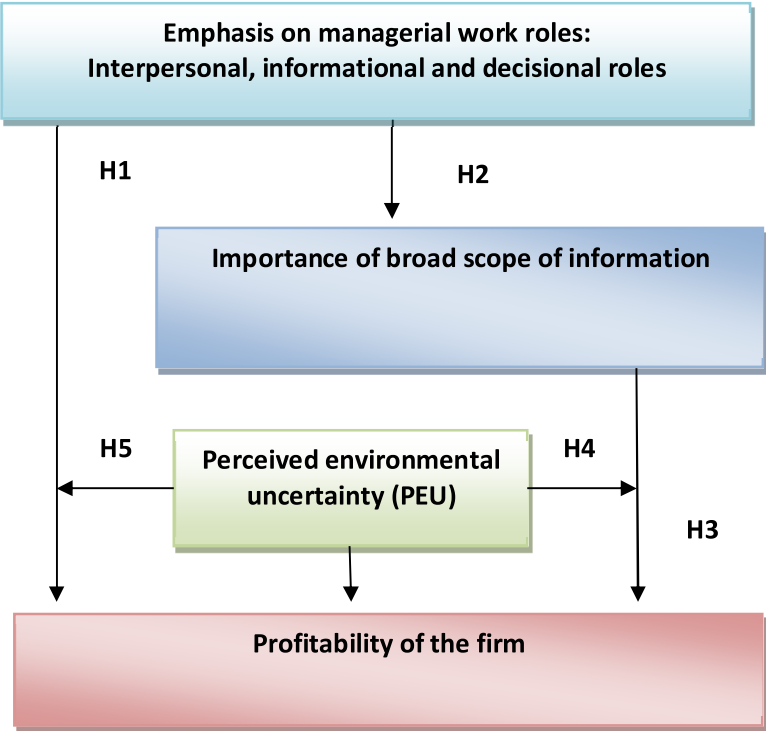 Emphasis on managerial work roles:
Interpersonal, informational and decisional roles
H1
H2
Importance of broad scope of information
H5
Perceived environmental
uncertainty (PEU)
H4
H3
Profitability of the firm